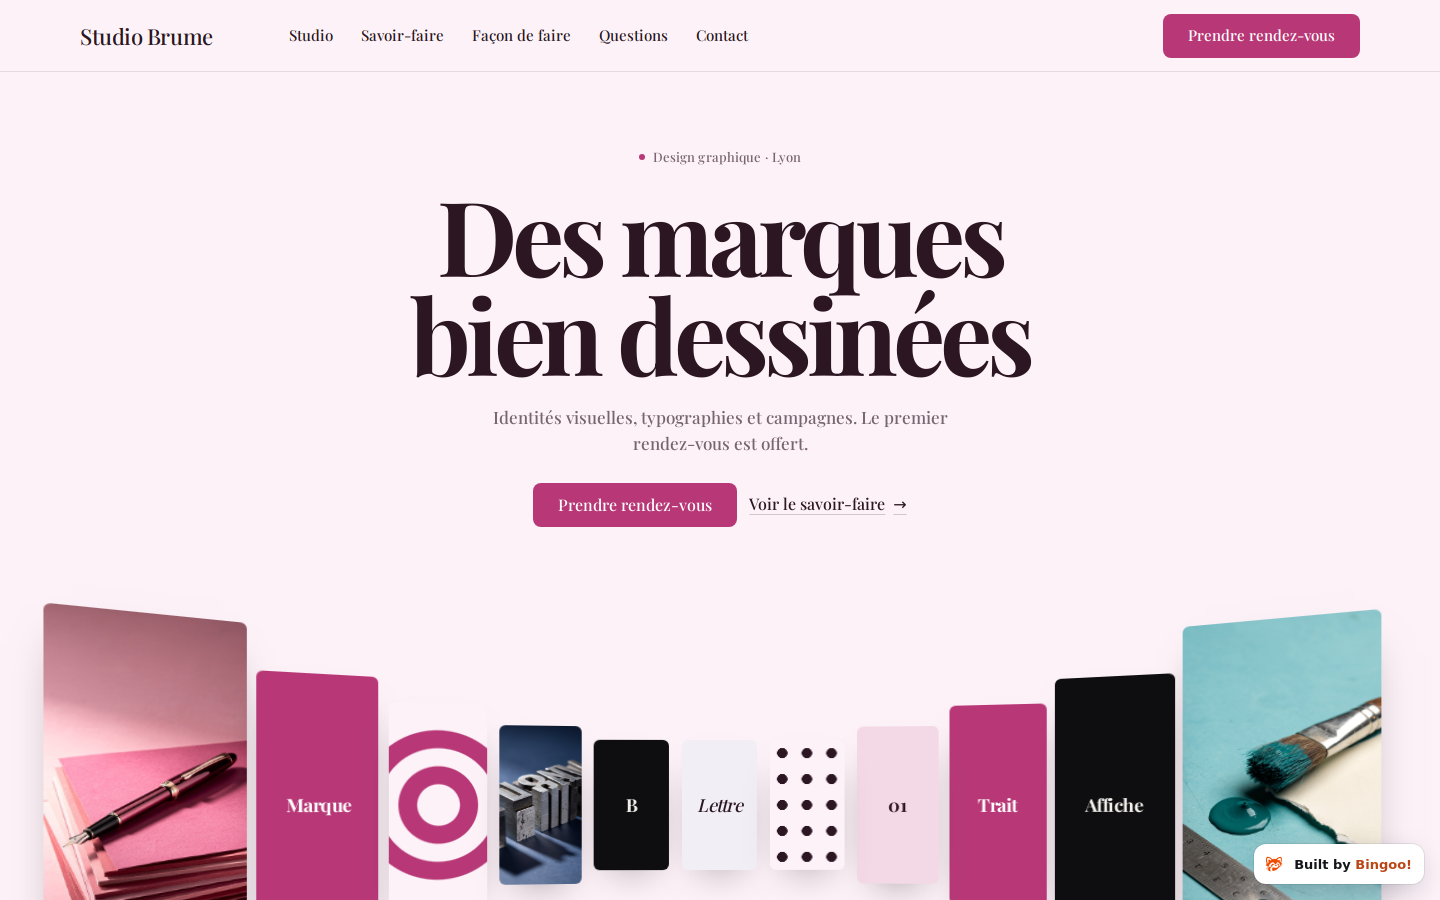 Studio Brume
Studio
Savoir-faire
Façon de faire
Questions
Contact
Prendre rendez-vous
Design graphique · Lyon
Des marques
bien dessinées
Identités visuelles, typographies et campagnes. Le premier
rendez-vous est offert.
Prendre rendez-vous
Voir le savoir-faire →
Marque
B
Lettre
01
Trait
Affiche
Built by Bingoo!